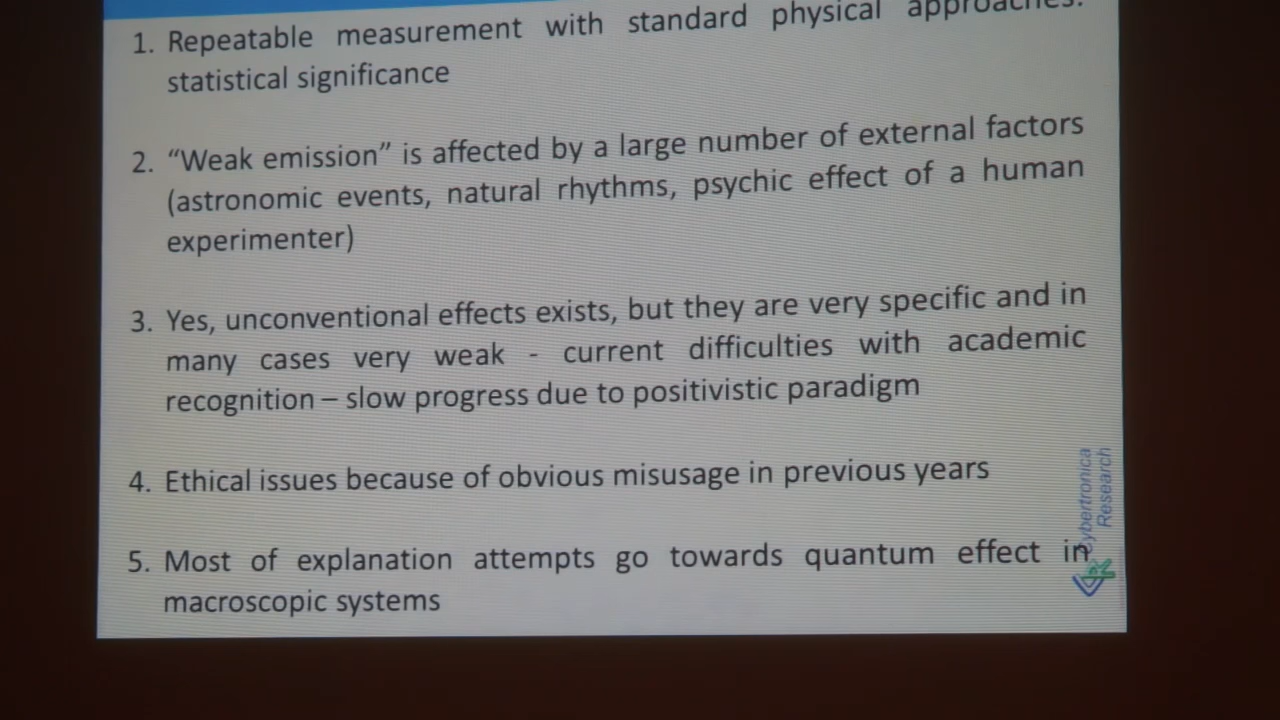 1. Repeatable measurement with standard physical approaches:
statistical significance
2. “Weak emission” is affected by a large number of external factors
(astronomic events, natural rhythms, psychic effect of a human
experimenter)
3. Yes, unconventional effects exists, but they are very specific and in
many cases very weak - current difficulties with academic
recognition – slow progress due to positivistic paradigm
4. Ethical issues because of obvious misusage in previous years
5. Most of explanation attempts go towards quantum effect in
macroscopic systems
Cybertronica
Research